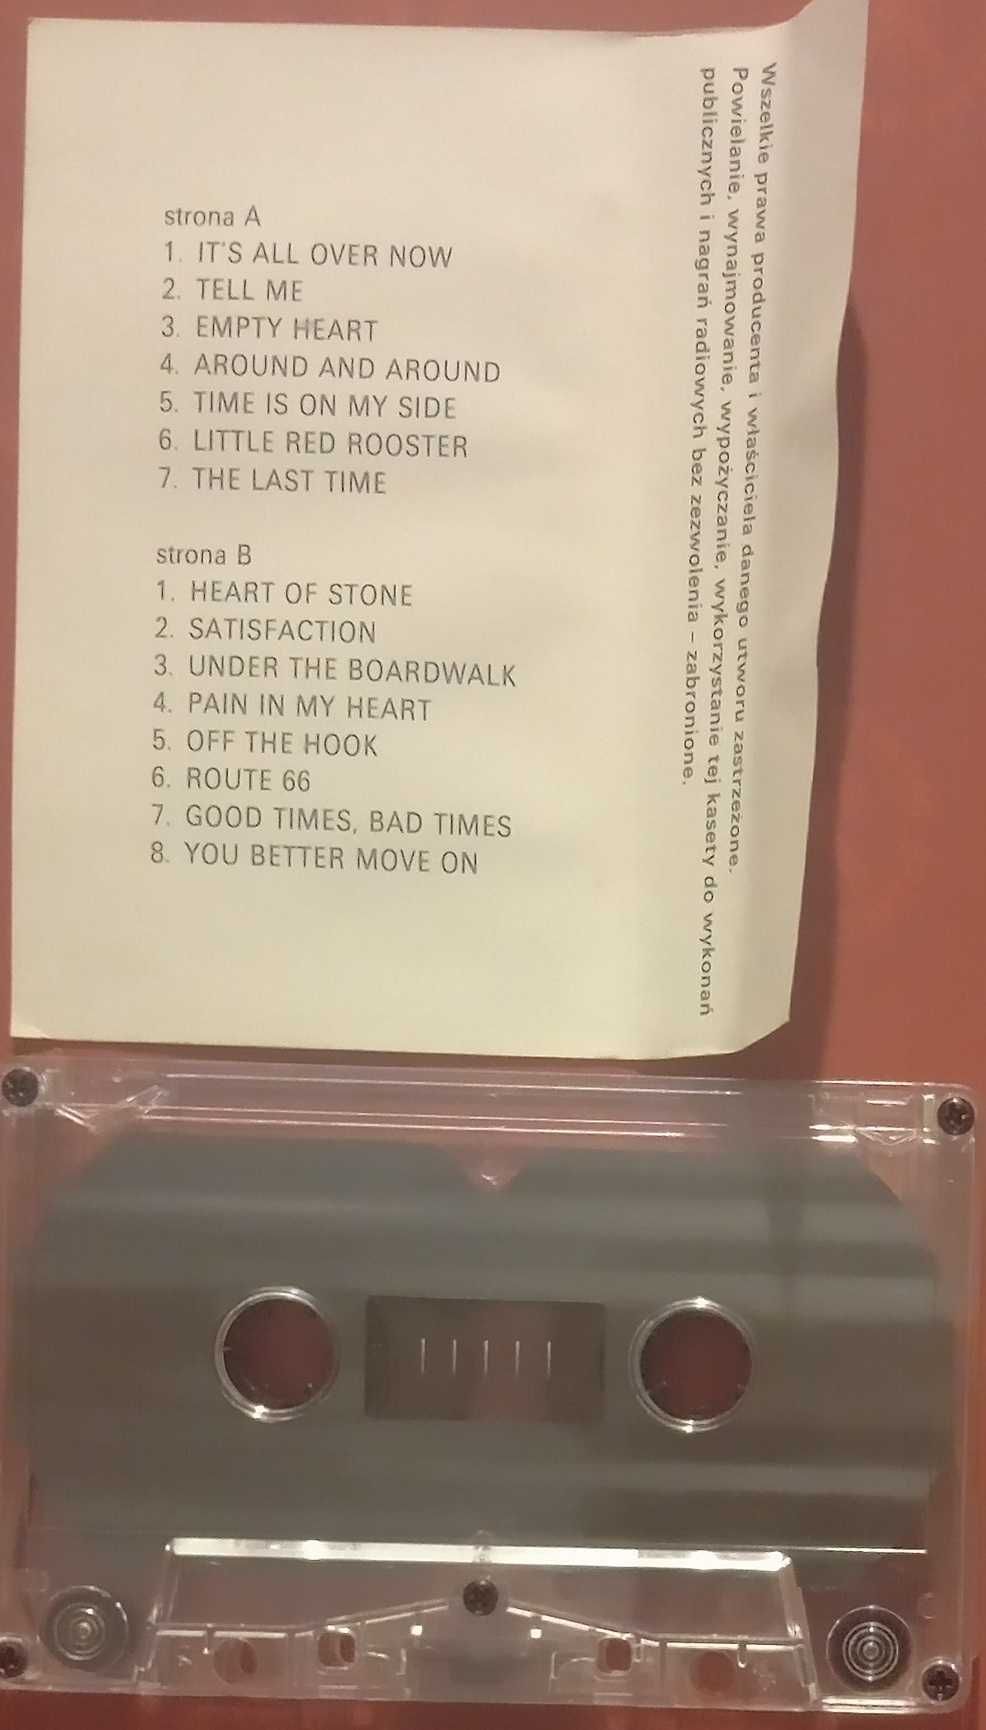 strona A
1. IT'S ALL OVER NOW
2. TELL ME
3. EMPTY HEART
4. AROUND AND AROUND
5. TIME IS ON MY SIDE
6. LITTLE RED ROOSTER
7. THE LAST TIME
strona B
1. HEART OF STONE
2. SATISFACTION
3. UNDER THE BOARDWALK
4. PAIN IN MY HEART
5. OFF THE HOOK
6. ROUTE 66
7. GOOD TIMES, BAD TIMES
8. YOU BETTER MOVE ON
Wszelkie prawa producenta i właściciela danego utworu zastrzeżone.
Powielanie, wynajmowanie, wypożyczanie, wykorzystanie tej kasety do wykonań
publicznych i nagrań radiowych bez zezwolenia – zabronione.